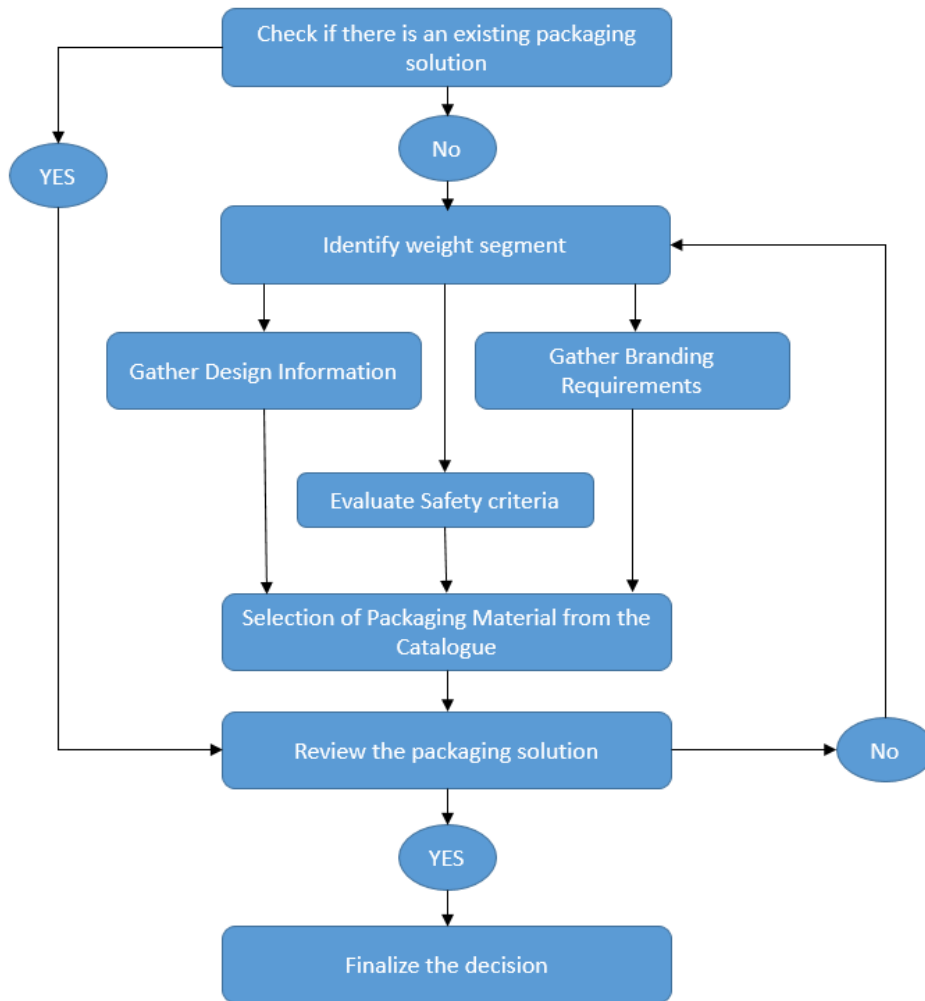 Check if there is an existing packaging
solution
No
YES
Identify weight segment
Gather Design Information
Gather Branding
Requirements
Evaluate Safety criteria
Selection of Packaging Material from the
Catalogue
Review the packaging solution
No
YES
Finalize the decision